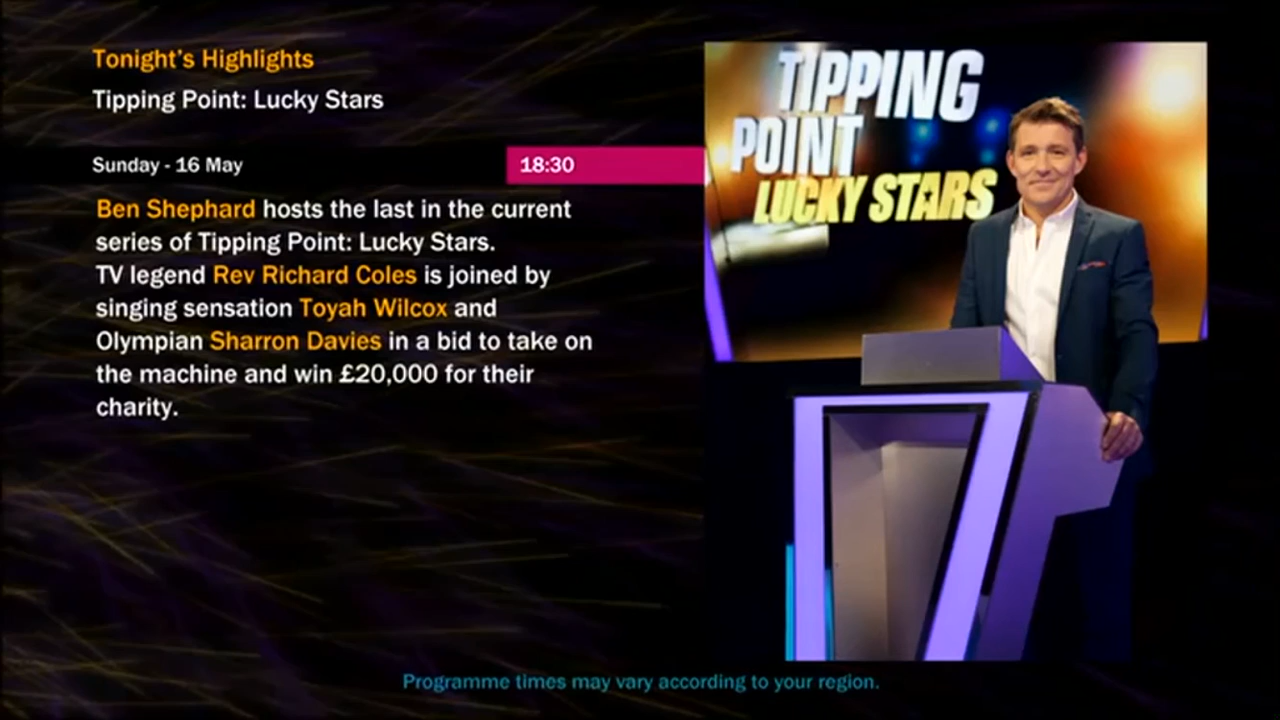 Tonight's Highlights
Tipping Point: Lucky Stars
Sunday - 16 May
18:30
Ben Shephard hosts the last in the current
series of Tipping Point: Lucky Stars.
TV legend Rev Richard Coles is joined by
singing sensation Toyah Wilcox and
Olympian Sharron Davies in a bid to take on
the machine and win £20,000 for their
charity.
TIPPING
POINT
LUCKY STARS
Programme times may vary according to your region.